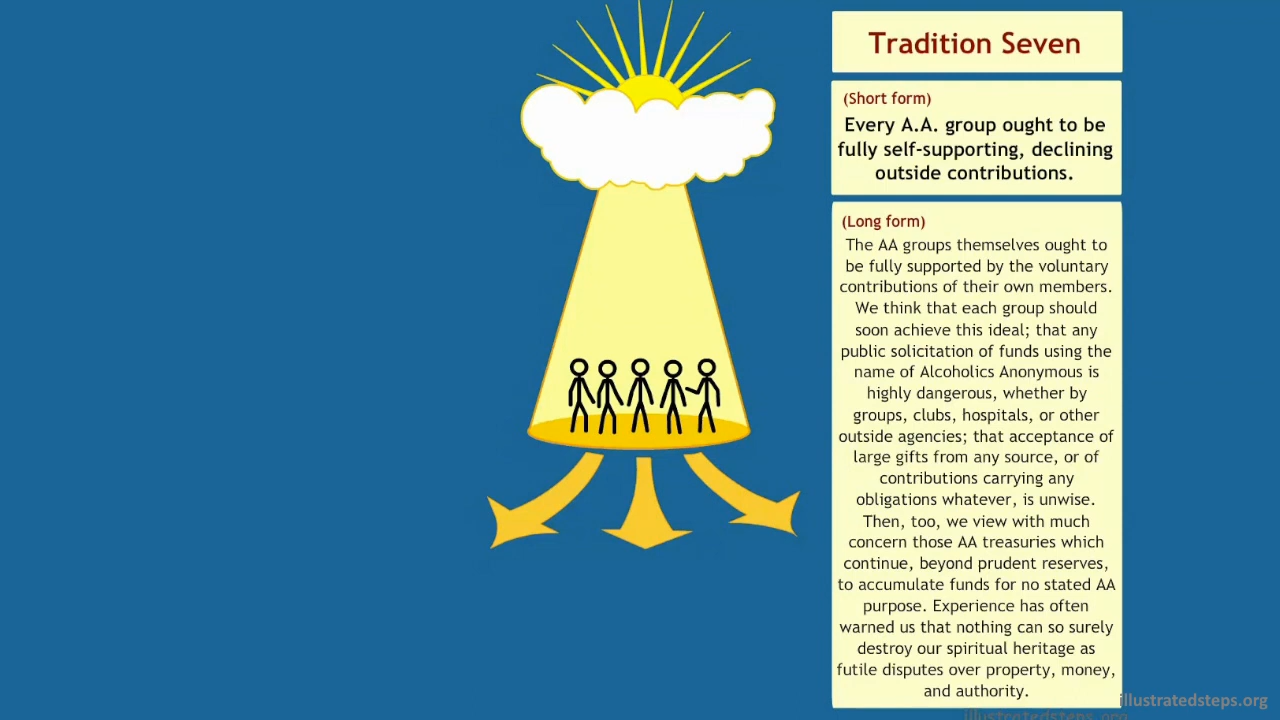 Tradition Seven
(Short form)
Every A.A. group ought to be
fully self-supporting, declining
outside contributions.
(Long form)
The AA groups themselves ought to
be fully supported by the voluntary
contributions of their own members.
We think that each group should
soon achieve this ideal; that any
public solicitation of funds using the
name of Alcoholics Anonymous is
highly dangerous, whether by
groups, clubs, hospitals, or other
outside agencies; that acceptance of
large gifts from any source, or of
contributions carrying any
obligations whatever, is unwise.
Then, too, we view with much
concern those AA treasuries which
continue, beyond prudent reserves,
to accumulate funds for no stated AA
purpose. Experience has often
warned us that nothing can so surely
destroy our spiritual heritage as
futile disputes over property, money,
and authority.
illustratedsteps.org
illustratedsteps.org